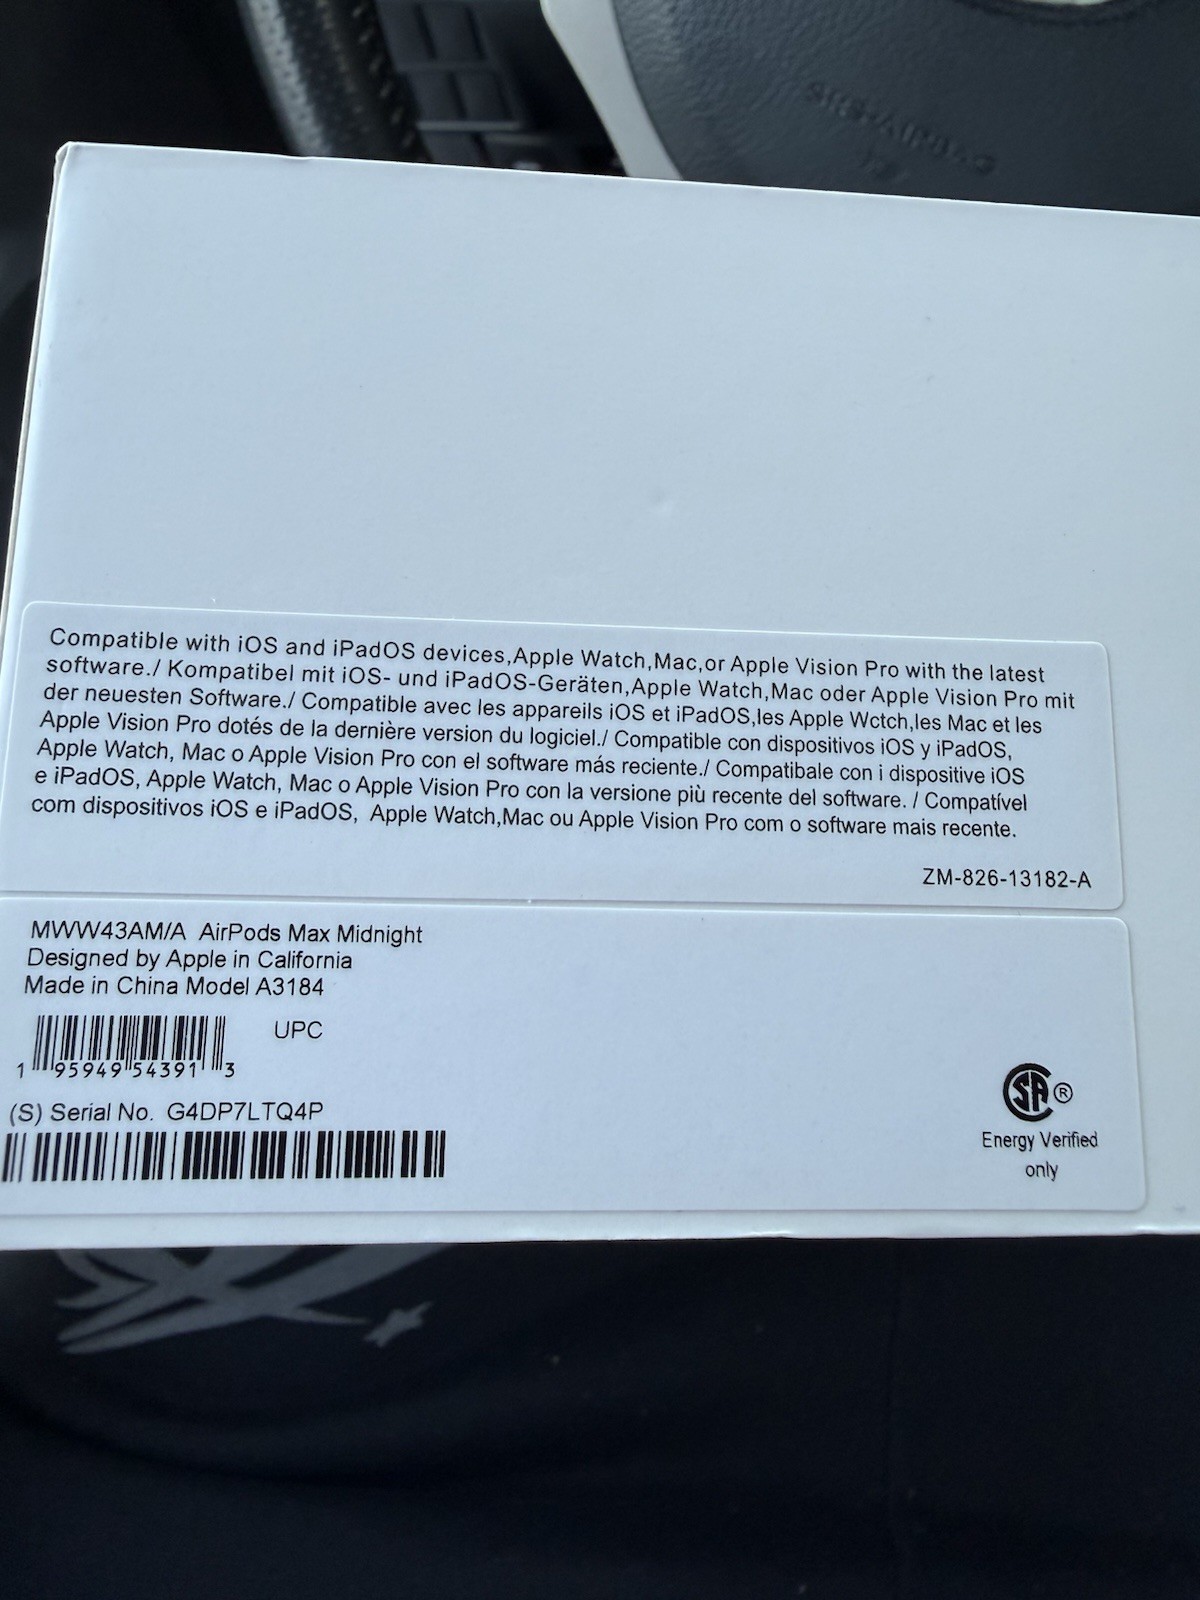 SRS AIRBAG
Compatible with iOS and iPadOS devices,Apple Watch,Mac,or Apple Vision Pro with the latest
software./ Kompatibel mit iOS- und iPadOS-Geräten,Apple Watch,Mac oder Apple Vision Pro mit
der neuesten Software./ Compatible avec les appareils iOS et iPadOS,les Apple Wctch,les Mac et les
Apple Vision Pro dotés de la dernière version du logiciel./ Compatible con dispositivos iOS y iPadOS,
Apple Watch, Mac o Apple Vision Pro con el software más reciente./ Compatibale con i dispositive iOS
e iPadOS, Apple Watch, Mac o Apple Vision Pro con la versione più recente del software. / Compatível
com dispositivos iOS e iPadOS, Apple Watch,Mac ou Apple Vision Pro com o software mais recente.
ZM-826-13182-A
MWW43AM/A AirPods Max Midnight
Designed by Apple in California
Made in China Model A3184
UPC
1 95949 54391 3
(S) Serial No. G4DP7LTQ4P
SA ®
Energy Verified
only